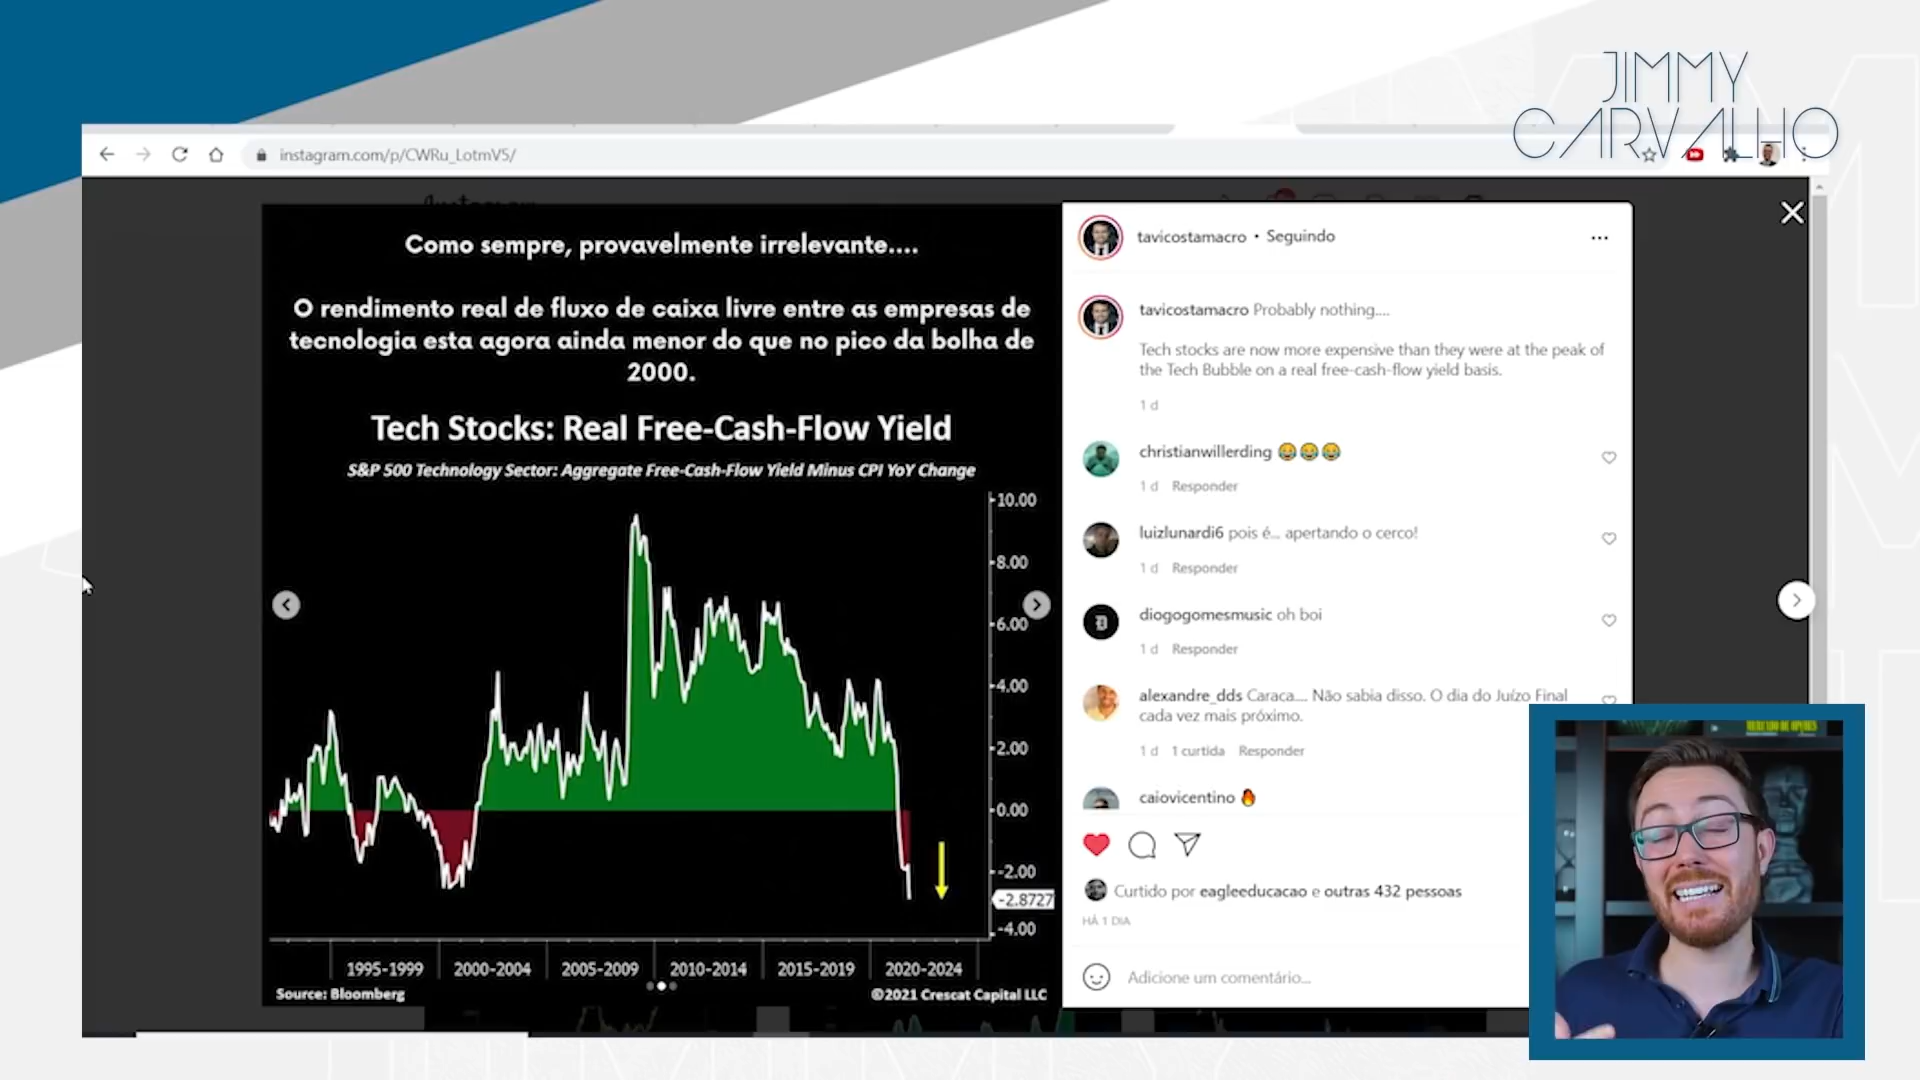 JIMMY
CARVALHO
instagram.com/p/CWRu_LotmVS/
Como sempre, provavelmente irrelevante....
O rendimento real de fluxo de caixa livre entre as empresas de
tecnologia esta agora ainda menor do que no pico da bolha de
2000.
Tech Stocks: Real Free-Cash-Flow Yield
S&P 500 Technology Sector: Aggregate Free-Cash-Flow Yield Minus CPI YoY Change
10.00
8.00
6.00
4.00
2.00
0.00
-2.00
-2.8727
-4.00
1995-1999 2000-2004 2005-2009 2010-2014 2015-2019 2020-2024
Source: Bloomberg
©2021 Crescat Capital LLC
tavicostamacro • Seguindo
tavicostamacro Probably nothing....
Tech stocks are now more expensive than they were at the peak of
the Tech Bubble on a real free-cash-flow yield basis.
1 d
christianwillerding 😂😂😂
1 d Responder
luizlunardi6 pois é... apertando o cerco!
1 d Responder
diogogomesmusic oh boi
1 d Responder
alexandre_dds Caraca.... Não sabia disso. O dia do Juízo Final
cada vez mais próximo.
1 d 1 curtida Responder
caiovicentino 🔥
Curtido por eagleeducacao e outras 432 pessoas
HÁ 1 DIA
Adicione um comentário...